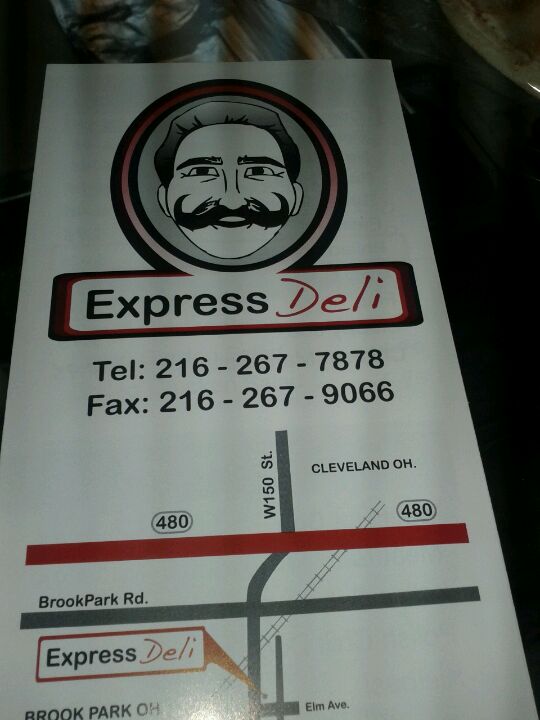 Express Deli
Tel: 216 - 267 - 7878
Fax: 216 - 267 - 9066
W150 St.
CLEVELAND OH.
480
480
BrookPark Rd.
Express Deli
BROOK PARK OH
Elm Ave.